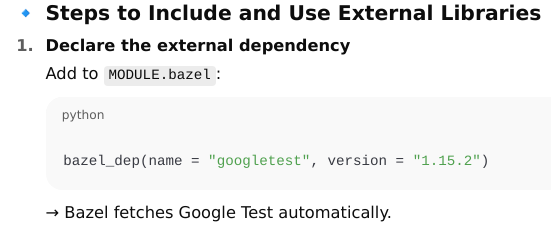 🔹 Steps to Include and Use External Libraries
1. Declare the external dependency
Add to MODULE.bazel:
python
bazel_dep(name = "googletest", version = "1.15.2")
→ Bazel fetches Google Test automatically.